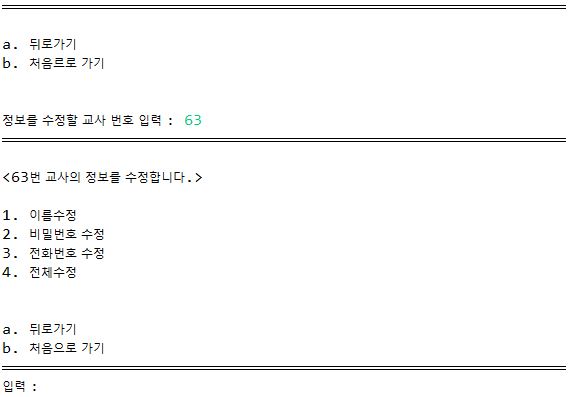 a. 뒤로가기
b. 처음르로 가기
정보를 수정할 교사 번호 입력 : 63
<63번 교사의 정보를 수정합니다.>
1. 이름수정
2. 비밀번호 수정
3. 전화번호 수정
4. 전체수정
a. 뒤로가기
b. 처음으로 가기
입력 :